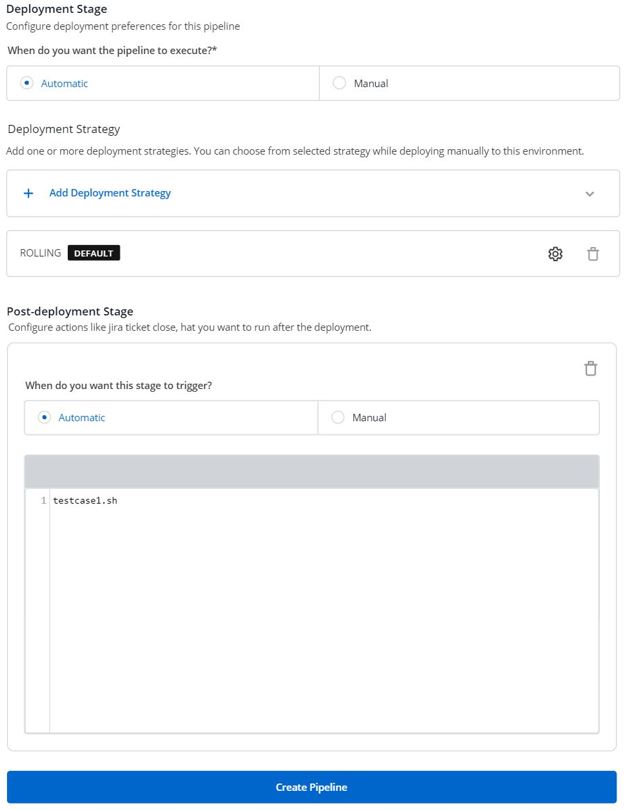 Deployment Stage
Configure deployment preferences for this pipeline
When do you want the pipeline to execute?*
Automatic
Manual
Deployment Strategy
Add one or more deployment strategies. You can choose from selected strategy while deploying manually to this environment.
+ Add Deployment Strategy
ROLLING DEFAULT
Post-deployment Stage
Configure actions like jira ticket close, hat you want to run after the deployment.
When do you want this stage to trigger?
Automatic
Manual
1 testcase1.sh
Create Pipeline